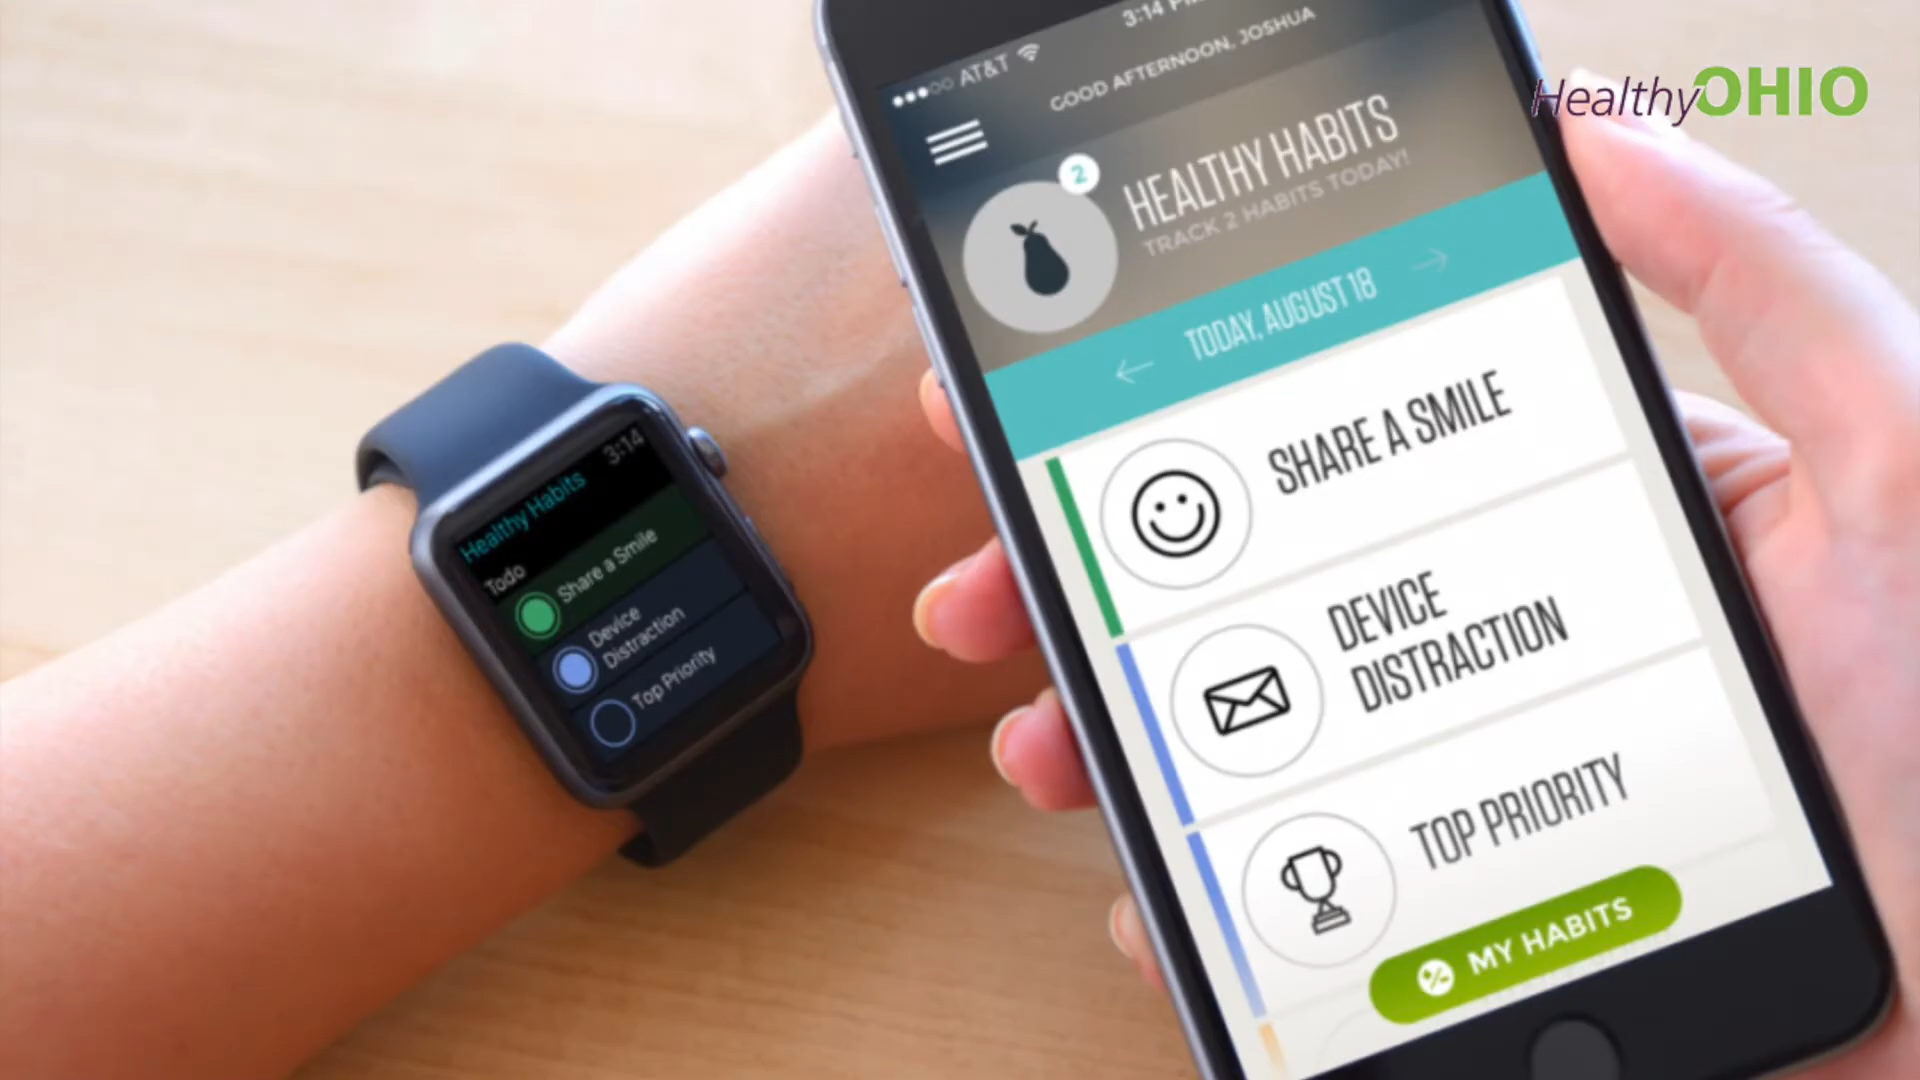 HealthyOHIO
AT&T
3:14
GOOD AFTERNOON, JOSHUA
2
HEALTHY HABITS
TRACK 2 HABITS TODAY!
TODAY, AUGUST 18
SHARE A SMILE
DEVICE
DISTRACTION
TOP PRIORITY
MY HABITS
3:14
Healthy Habits
Todo
Share a Smile
Device
Distraction
Top Priority